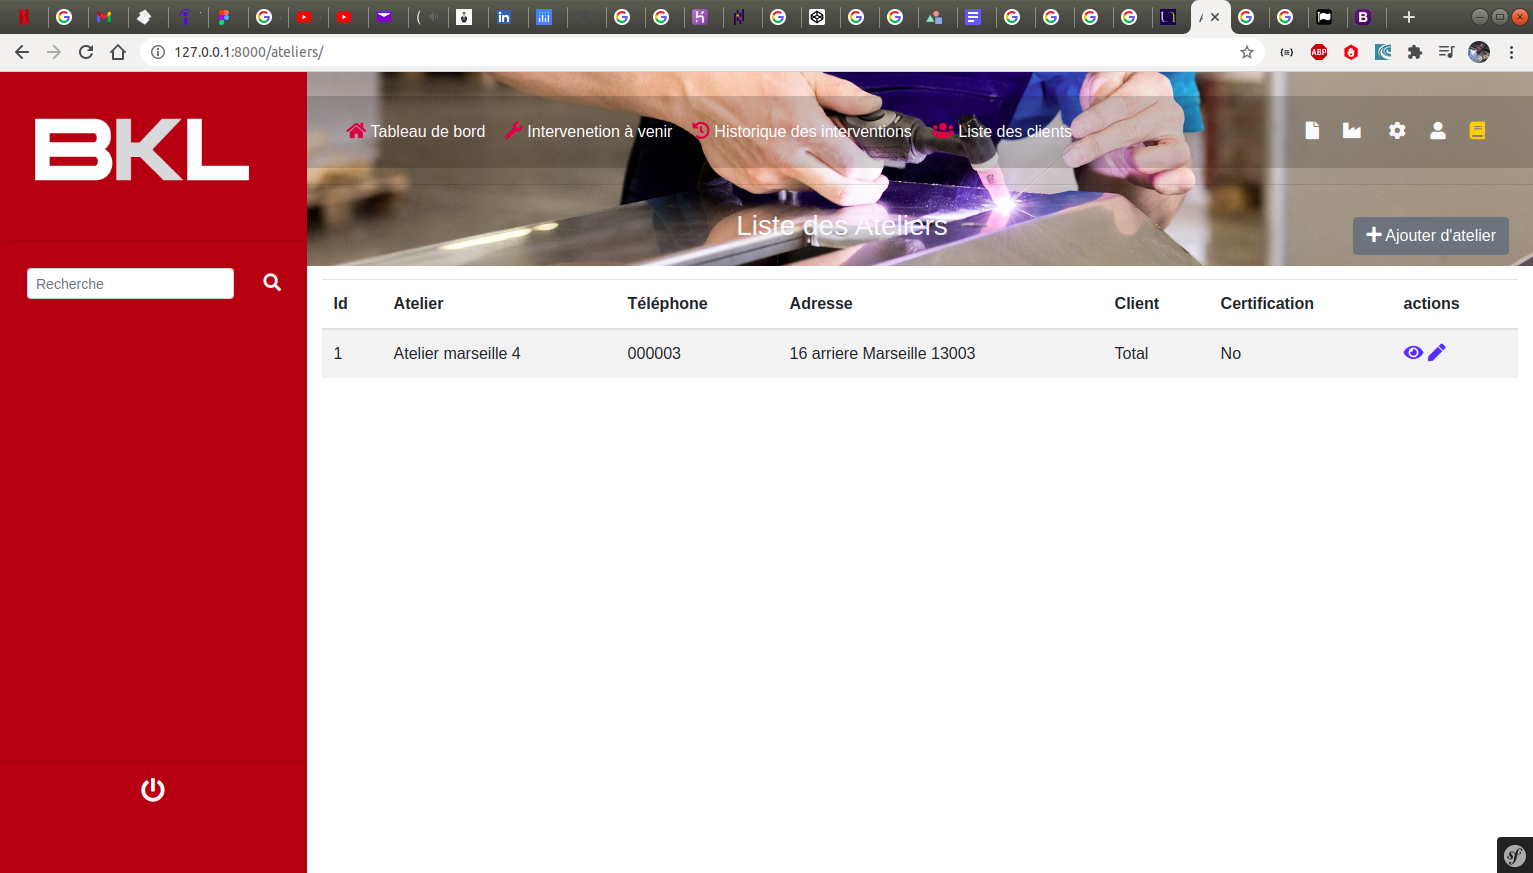 127.0.0.1:8000/ateliers/
ABP
BKL
Tableau de bord
Intervenetion à venir
Historique des interventions
Liste des clients
Liste des Ateliers
Ajouter d'atelier
Recherche
Id Atelier Téléphone Adresse Client Certification actions
1 Atelier marseille 4 000003 16 arriere Marseille 13003 Total No
sf